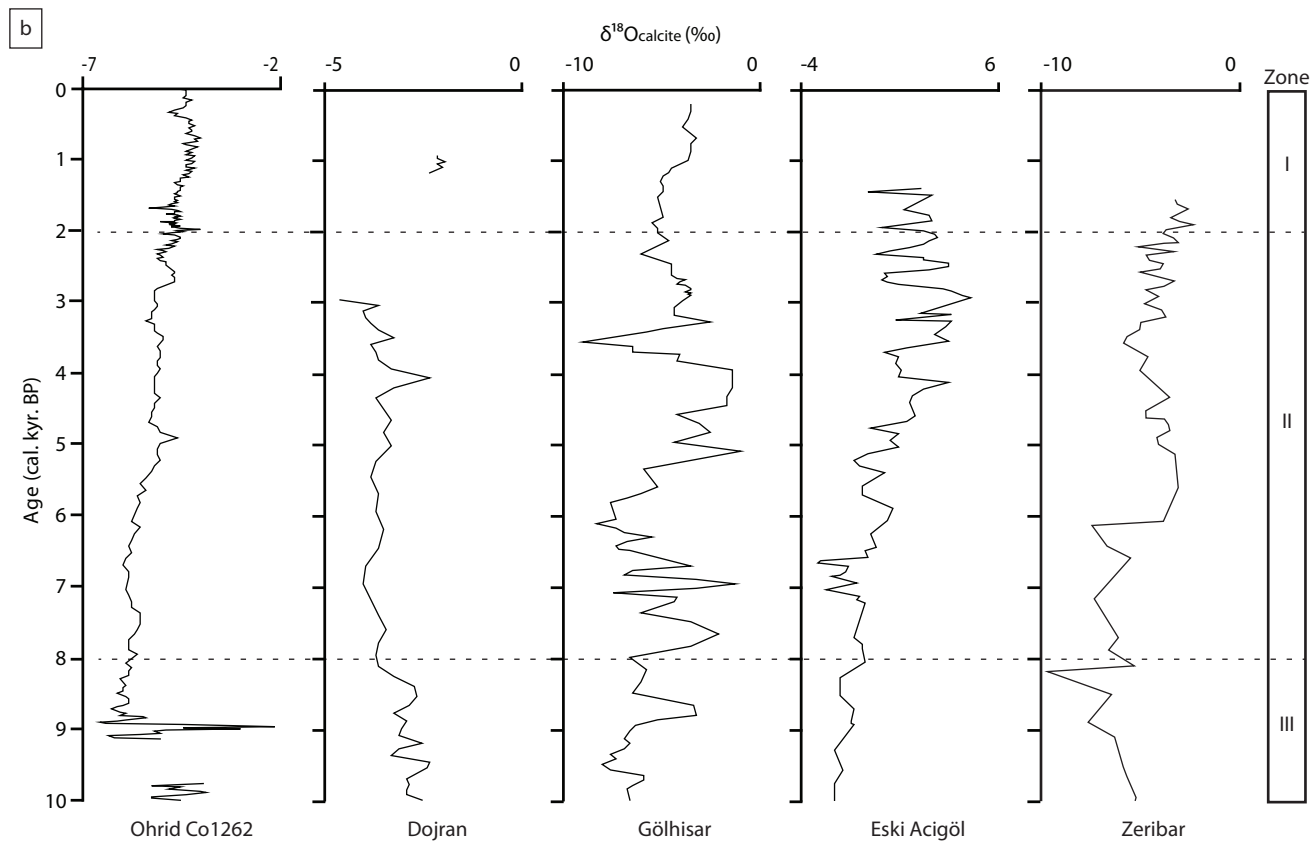 b
δ¹⁸Ocalcite (‰)
-7 -2 -5 0 -10 0 -4 6 -10 0
Zone
0
1
2
3
4
5
6
7
8
9
10
Age (cal. kyr. BP)
I
II
III
Ohrid Co1262 Dojran Gölhisar Eski Acigöl Zeribar